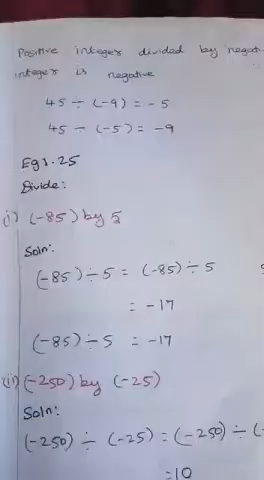 Positive integer divided by negati
integer is negative
45 ÷ (-9) = -5
45 ÷ (-5) = -9
Eg 1.25
Divide:
(i) (-85) by 5
Soln:
(-85) ÷ 5 = (-85) ÷ 5
= -17
(-85) ÷ 5 = -17
(ii) (-250) by (-25)
Soln:
(-250) ÷ (-25) = (-250) ÷ (-
= 10